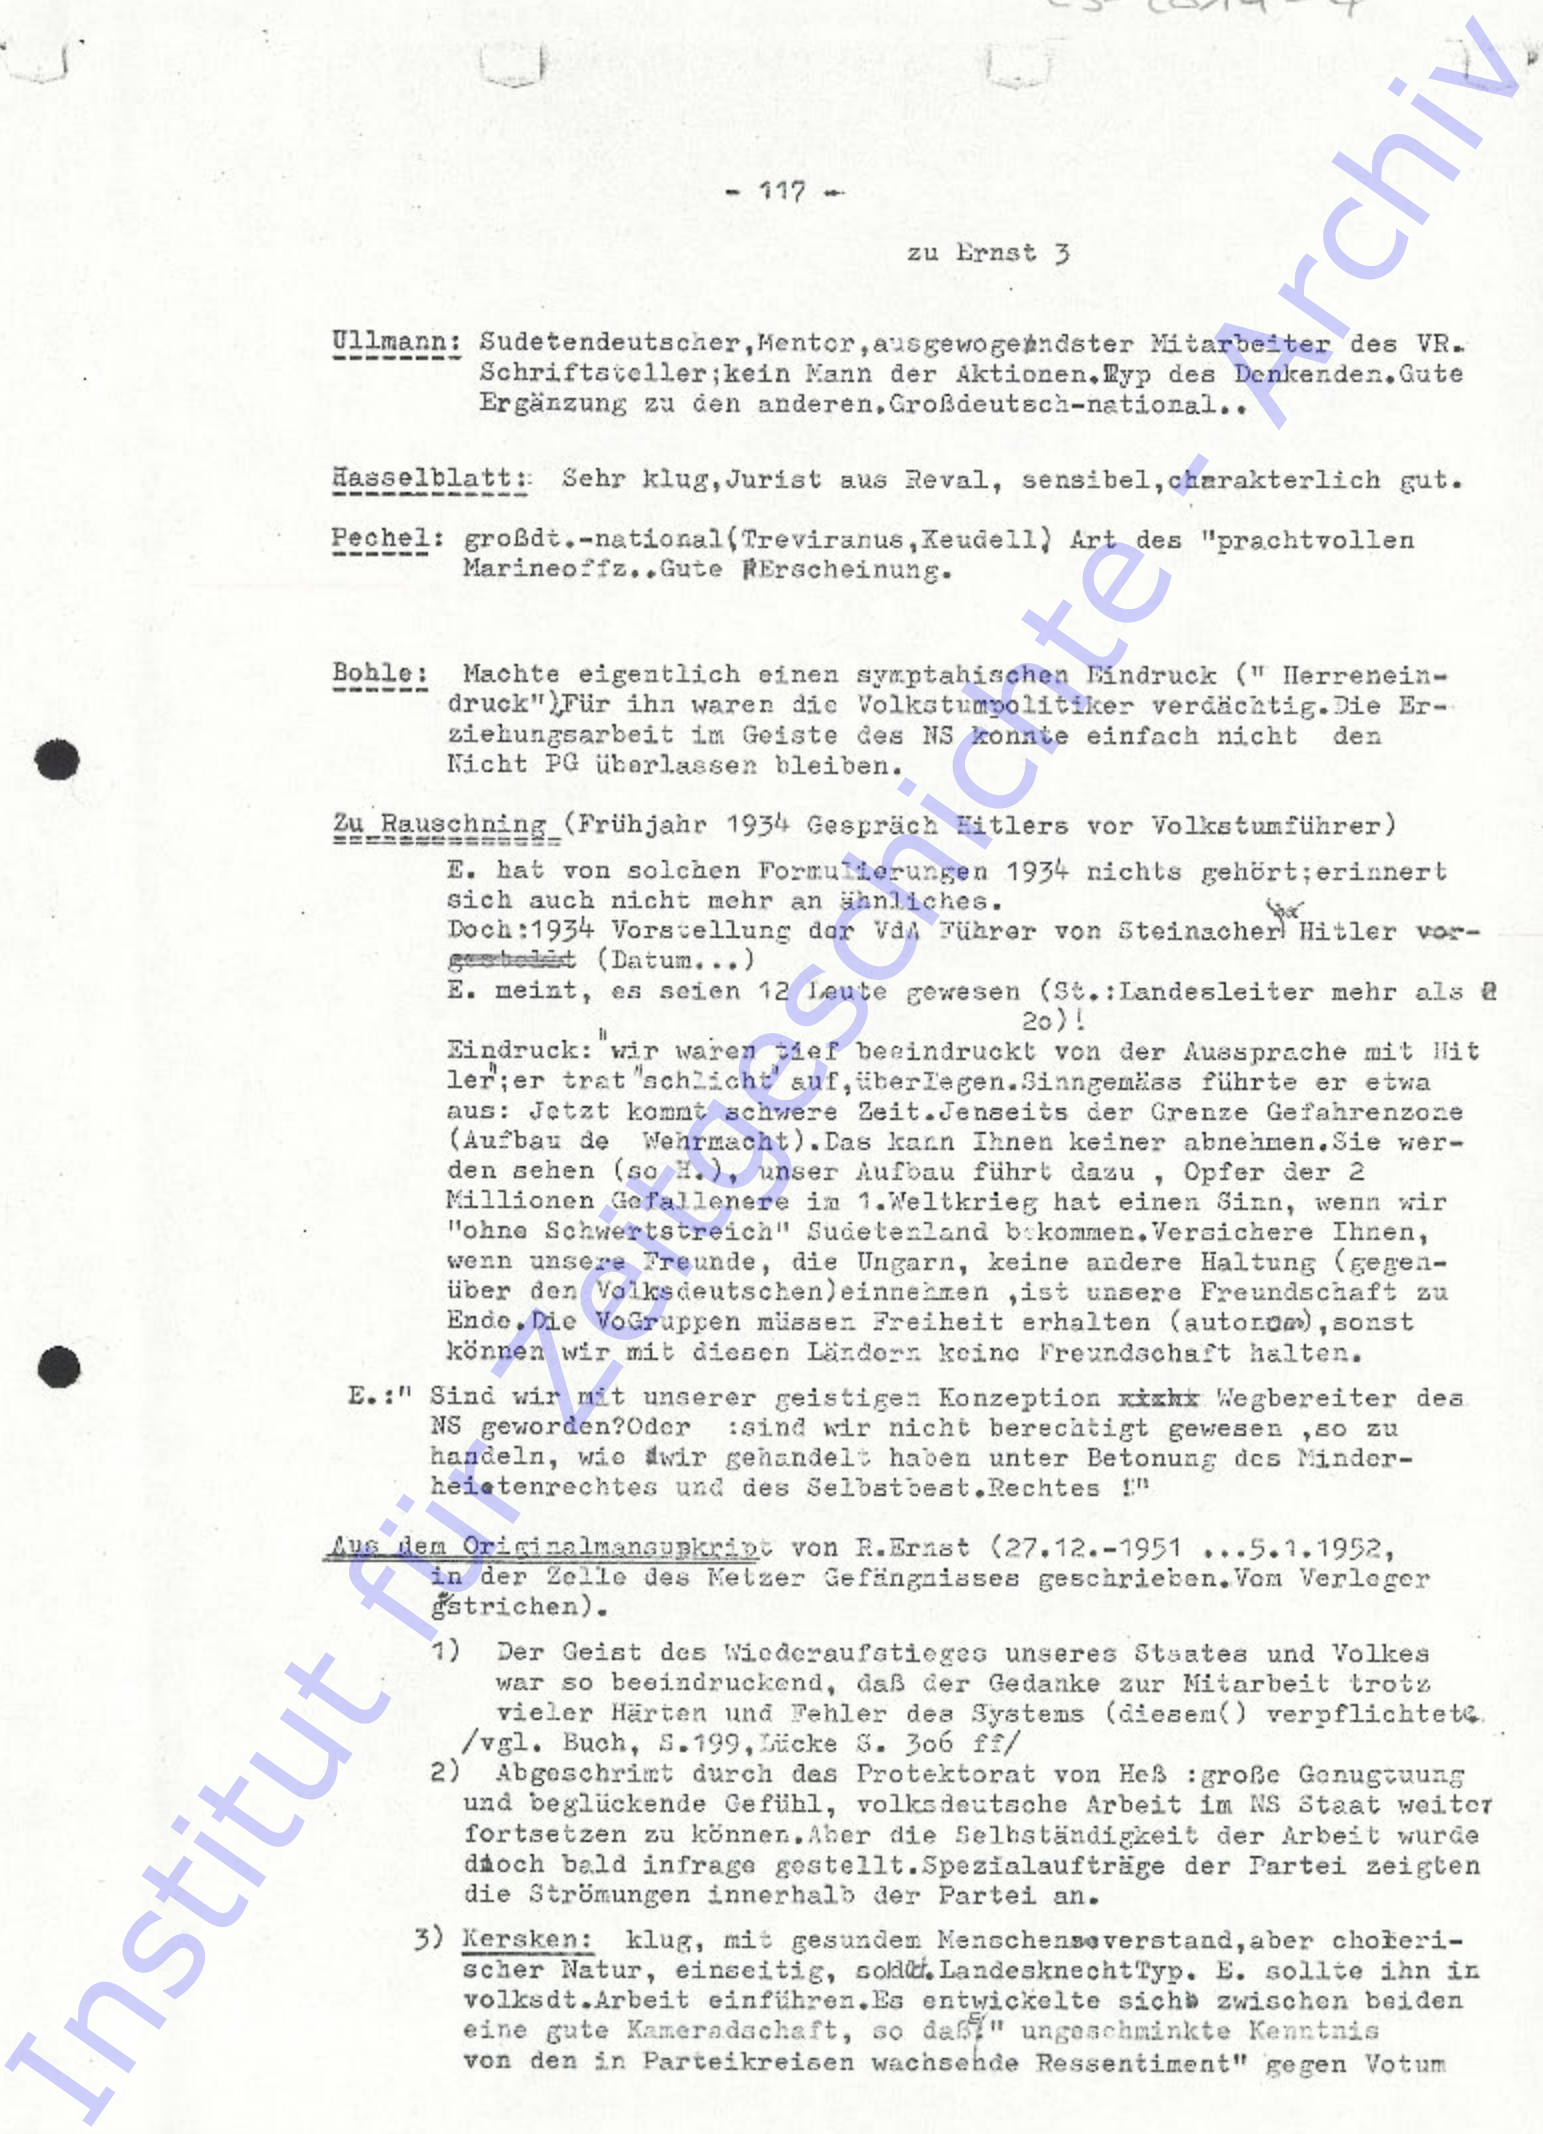 - 117 -
zu Ernst 3
Ullmann: Sudetendeutscher,Mentor,ausgewogendster Mitarbeiter des VR.
Schriftsteller;kein Mann der Aktionen.Typ des Denkenden.Gute
Ergänzung zu den anderen.Großdeutsch-national..
Hasselblatt: Sehr klug,Jurist aus Reval, sensibel,charakterlich gut.
Pechel: großdt.-national(Treviranus,Keudell) Art des "prachtvollen
Marineoffz..Gute Erscheinung.
Bohle: Machte eigentlich einen symptahischen Eindruck (" Herrenein-
druck").Für ihn waren die Volkstumpolitiker verdächtig.Die Er-
ziehungsarbeit im Geiste des NS konnte einfach nicht den
Nicht PG überlassen bleiben.
Zu Rauschning (Frühjahr 1934 Gespräch Hitlers vor Volkstumführer)
E. hat von solchen Formulierungen 1934 nichts gehört;erinnert
sich auch nicht mehr an ähnliches.
Doch:1934 Vorstellung der VdA Führer von Steinacher bei Hitler vor-
gestellt (Datum...)
E. meint, es seien 12 Leute gewesen (St.:Landesleiter mehr als
20)!
Eindruck:"wir waren tief beeindruckt von der Aussprache mit Hit
ler";er trat "schlicht" auf,überlegen.Sinngemäss führte er etwa
aus: Jetzt kommt schwere Zeit.Jenseits der Grenze Gefahrenzone
(Aufbau de Wehrmacht).Das kann Ihnen keiner abnehmen.Sie wer-
den sehen (so H.), unser Aufbau führt dazu , Opfer der 2
Millionen Gefallenere im 1.Weltkrieg hat einen Sinn, wenn wir
"ohne Schwertstreich" Sudetenland bekommen.Versichere Ihnen,
wenn unsere Freunde, die Ungarn, keine andere Haltung (gegen-
über den Volksdeutschen)einnehmen ,ist unsere Freundschaft zu
Ende.Die VoGruppen müssen Freiheit erhalten (autonom),sonst
können wir mit diesen Ländern keine Freundschaft halten.
E.:" Sind wir mit unserer geistigen Konzeption Wegbereiter des
NS geworden?Oder :sind wir nicht berechtigt gewesen ,so zu
handeln, wie wir gehandelt haben unter Betonung des Minder-
heitenrechtes und des Selbstbest.Rechtes !"
Aus dem Originalmansupkript von R.Ernst (27.12.-1951 ...5.1.1952,
in der Zelle des Metzer Gefängnisses geschrieben.Vom Verleger
gestrichen).
1) Der Geist des Wiederaufstieges unseres Staates und Volkes
war so beeindruckend, daß der Gedanke zur Mitarbeit trotz
vieler Härten und Fehler des Systems (diesem() verpflichtete.
/vgl. Buch, S.199,Lücke S. 306 ff/
2) Abgeschrimt durch das Protektorat von Heß :große Genugtuung
und beglückende Gefühl, volksdeutsche Arbeit im NS Staat weiter
fortsetzen zu können.Aber die Selbständigkeit der Arbeit wurde
doch bald infrage gestellt.Spezialaufträge der Partei zeigten
die Strömungen innerhalb der Partei an.
3) Kersken: klug, mit gesundem Menschenverstand,aber choleri-
scher Natur, einseitig, soldat.LandesknechtTyp. E. sollte ihn in
volksdt.Arbeit einführen.Es entwickelte sich zwischen beiden
eine gute Kameradschaft, so daß E." ungeschminkte Kenntnis
von den in Parteikreisen wachsende Ressentiment" gegen Votum
Institut für Zeitgeschichte - Archiv